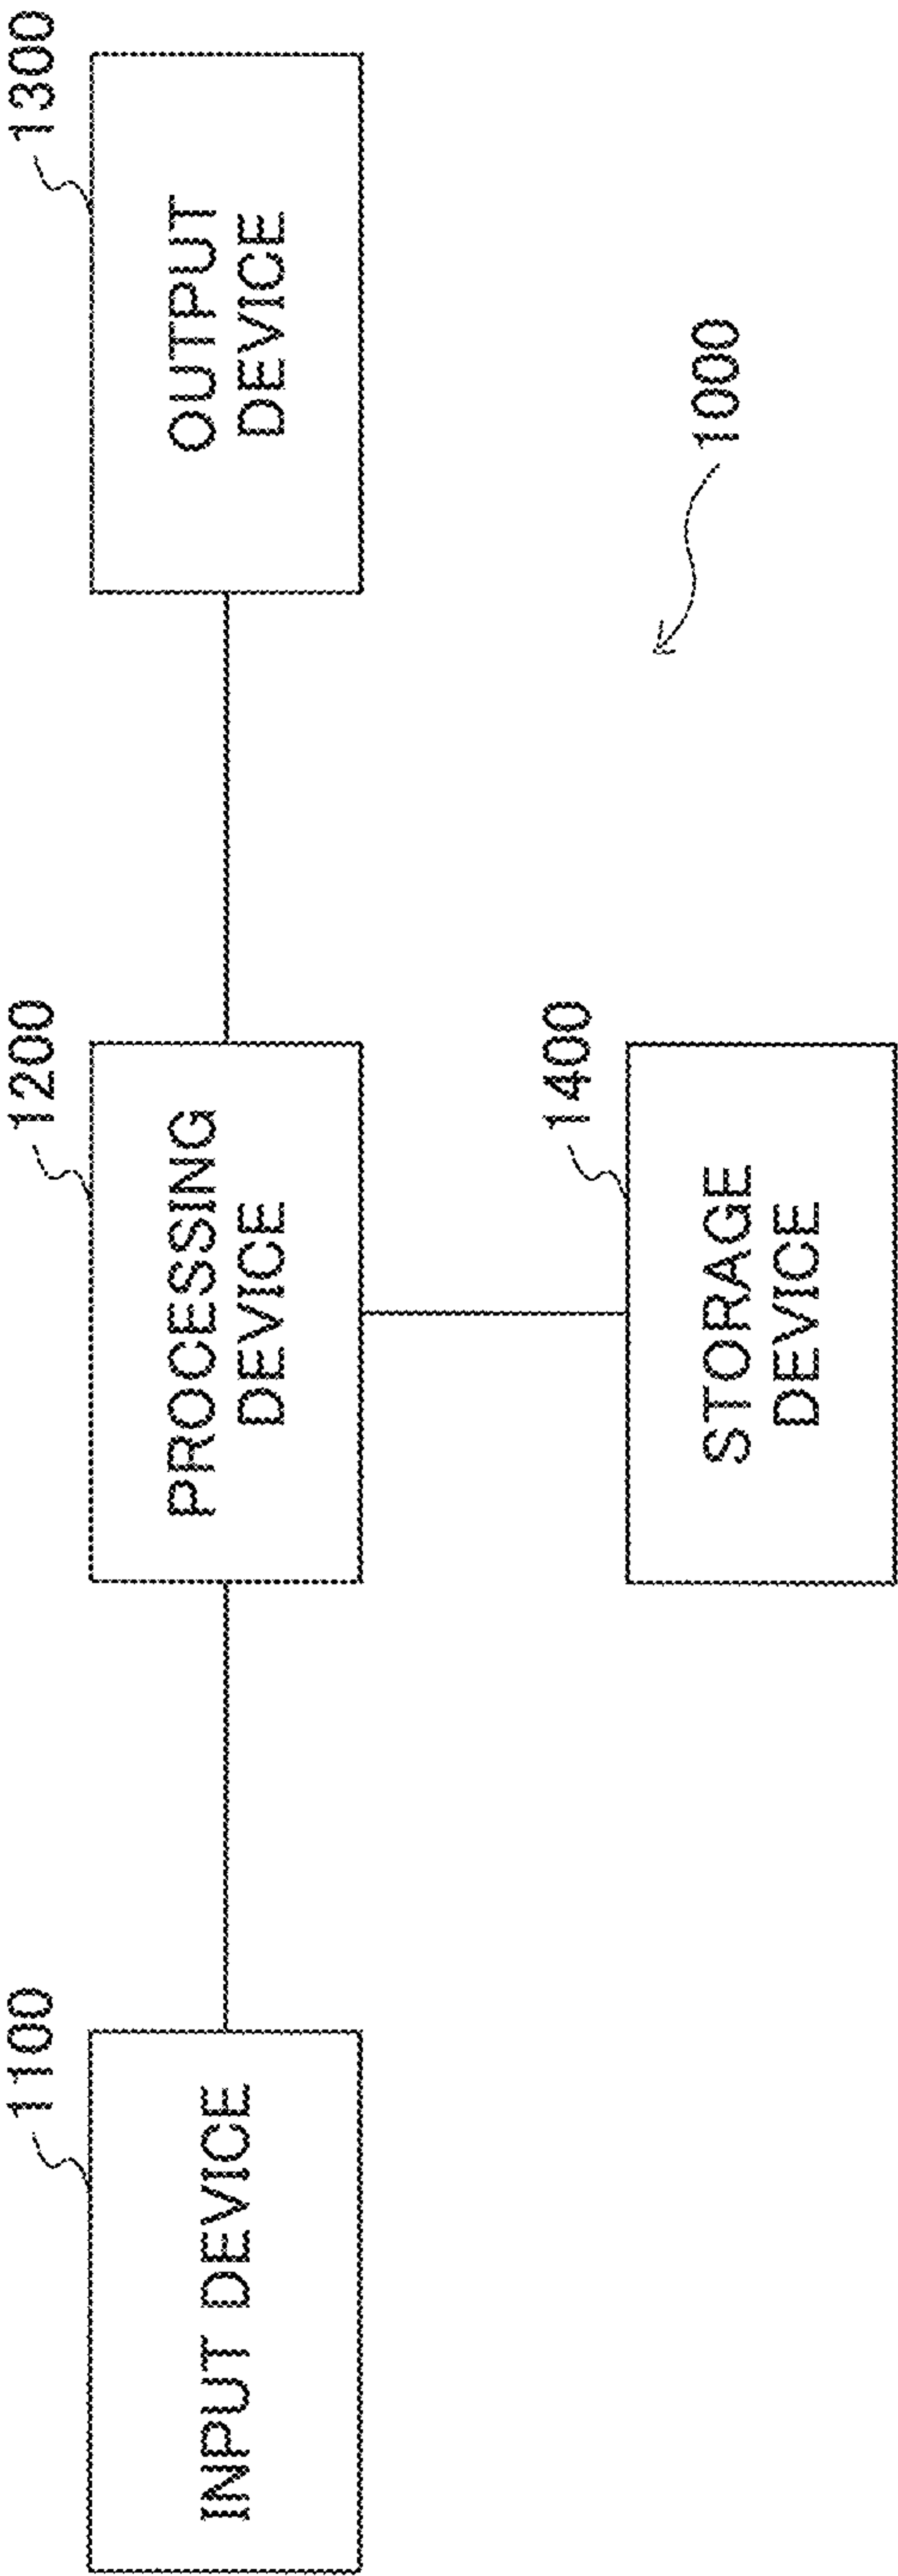 1100
INPUT DEVICE
1200
PROCESSING
DEVICE
1300
OUTPUT
DEVICE
1400
STORAGE
DEVICE
1000